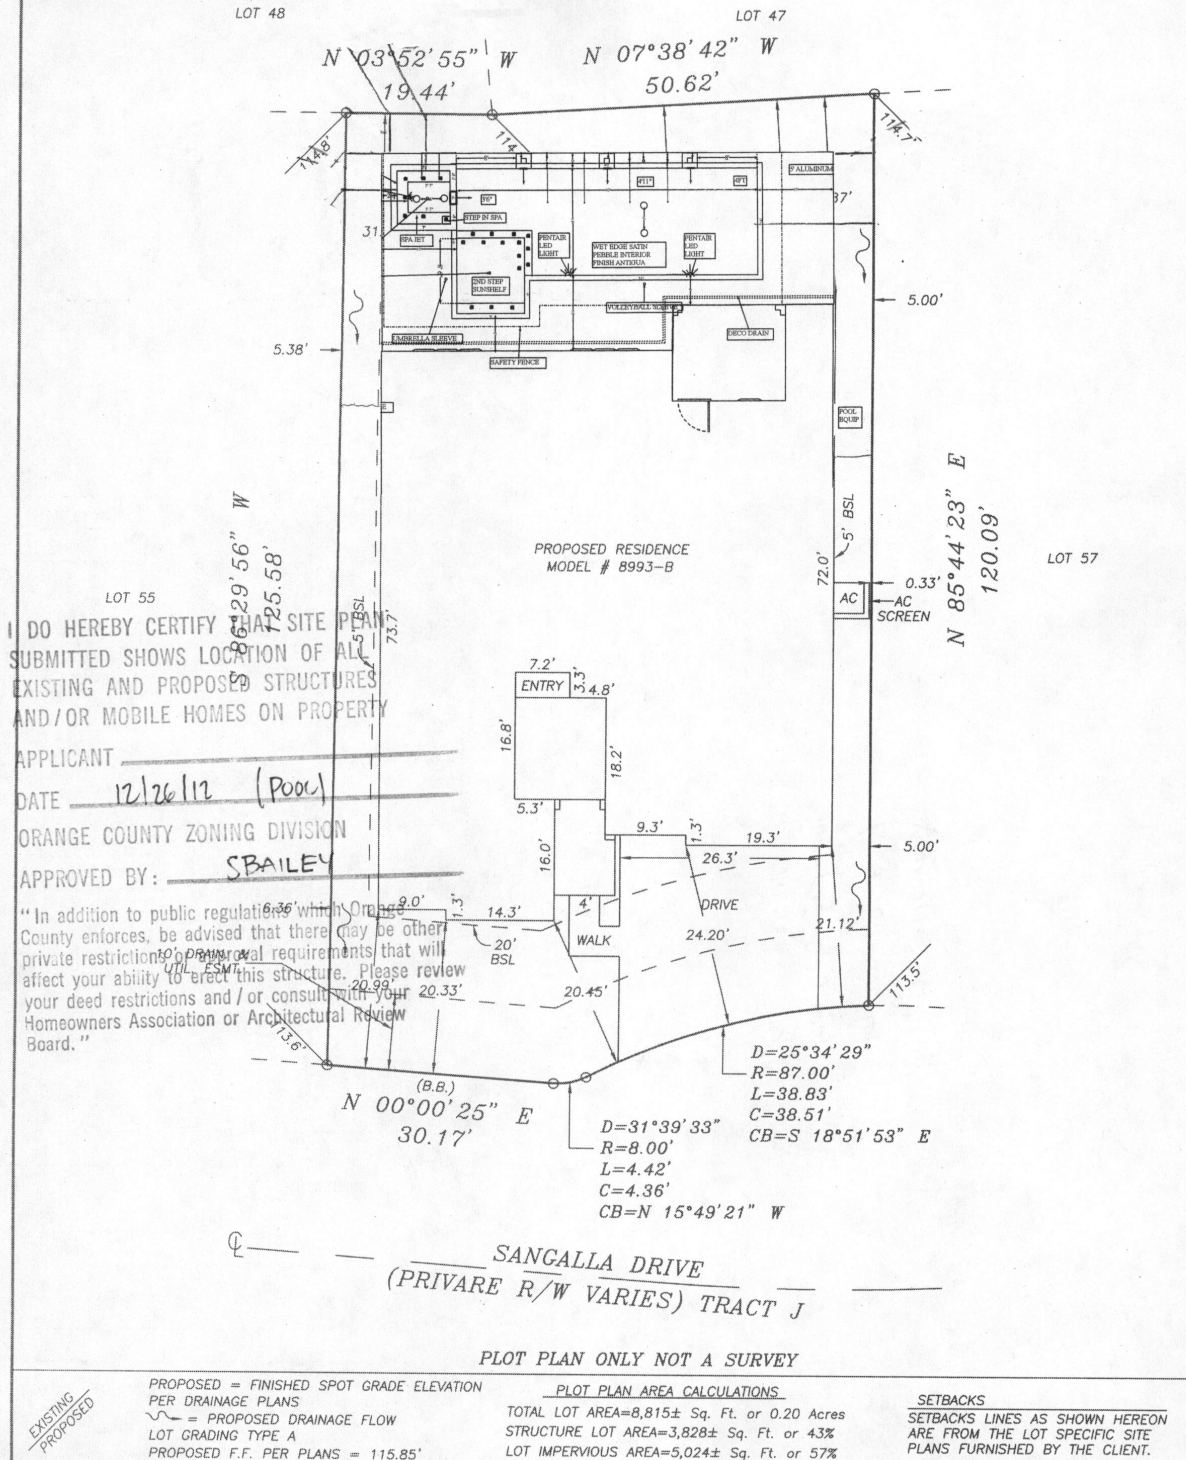 LOT 48
LOT 47
N 03°52'55" W
19.44'
N 07°38'42" W
50.62'
114.8'
114
114.7'
5' ALUMINUM
37'
31.
3'6"
4'11"
4FT
STEP IN SPA
SPA JET
PENTAIR
LED
LIGHT
WET EDGE SATIN
PEBBLE INTERIOR
FINISH ANTIGUA
PENTAIR
LED
LIGHT
2ND STEP
SUNSHELF
5.00'
VOLLEYBALL SLEEVE
UMBRELLA SLEEVE
DECO DRAIN
5.38'
SAFETY FENCE
E
POOL
EQUIP
S 86°29'56" W
125.58'
N 85°44'23" E
120.09'
5' BSL
72.0'
PROPOSED RESIDENCE
MODEL # 8993-B
LOT 57
0.33'
AC
AC
SCREEN
LOT 55
5' BSL
73.7'
I DO HEREBY CERTIFY THAT SITE PLAN
SUBMITTED SHOWS LOCATION OF ALL
EXISTING AND PROPOSED STRUCTURES
AND/OR MOBILE HOMES ON PROPERTY
APPLICANT
DATE 12/26/12 (POOL)
ORANGE COUNTY ZONING DIVISION
APPROVED BY: SBAILEY
"In addition to public regulations which Orange
County enforces, be advised that there may be other
private restrictions or approval requirements that will
affect your ability to erect this structure. Please review
your deed restrictions and / or consult with your
Homeowners Association or Architectural Review
Board."
7.2'
ENTRY
3.3'
4.8'
16.8'
18.2'
5.3'
16.0'
9.3'
1.3'
19.3'
26.3'
5.00'
6.36'
9.0'
1.3'
14.3'
4'
DRIVE
WALK
20'
BSL
24.20'
21.12'
10' DRAIN. &
UTIL. ESMT.
20.99'
20.33'
20.45'
113.5'
113.6'
(B.B.)
N 00°00'25" E
30.17'
D=25°34'29"
R=87.00'
L=38.83'
C=38.51'
CB=S 18°51'53" E
D=31°39'33"
R=8.00'
L=4.42'
C=4.36'
CB=N 15°49'21" W
SANGALLA DRIVE
(PRIVARE R/W VARIES) TRACT J
PLOT PLAN ONLY NOT A SURVEY
EXISTING
PROPOSED
PROPOSED = FINISHED SPOT GRADE ELEVATION
PER DRAINAGE PLANS
= PROPOSED DRAINAGE FLOW
LOT GRADING TYPE A
PROPOSED F.F. PER PLANS = 115.85'
PLOT PLAN AREA CALCULATIONS
TOTAL LOT AREA=8,815± Sq. Ft. or 0.20 Acres
STRUCTURE LOT AREA=3,828± Sq. Ft. or 43%
LOT IMPERVIOUS AREA=5,024± Sq. Ft. or 57%
SETBACKS
SETBACKS LINES AS SHOWN HEREON
ARE FROM THE LOT SPECIFIC SITE
PLANS FURNISHED BY THE CLIENT.